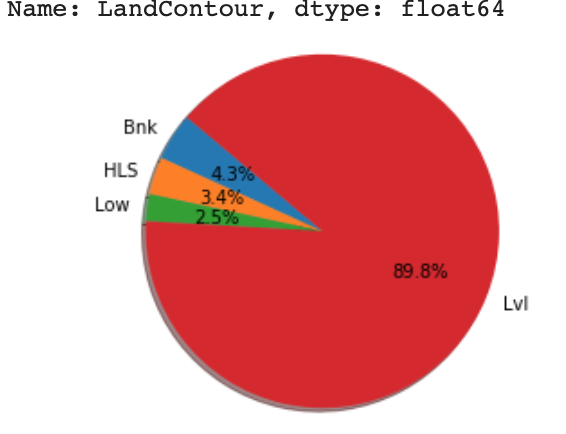 Name: LandContour, dtype: float64
Bnk
4.3%
HLS
3.4%
Low
2.5%
89.8%
Lvl